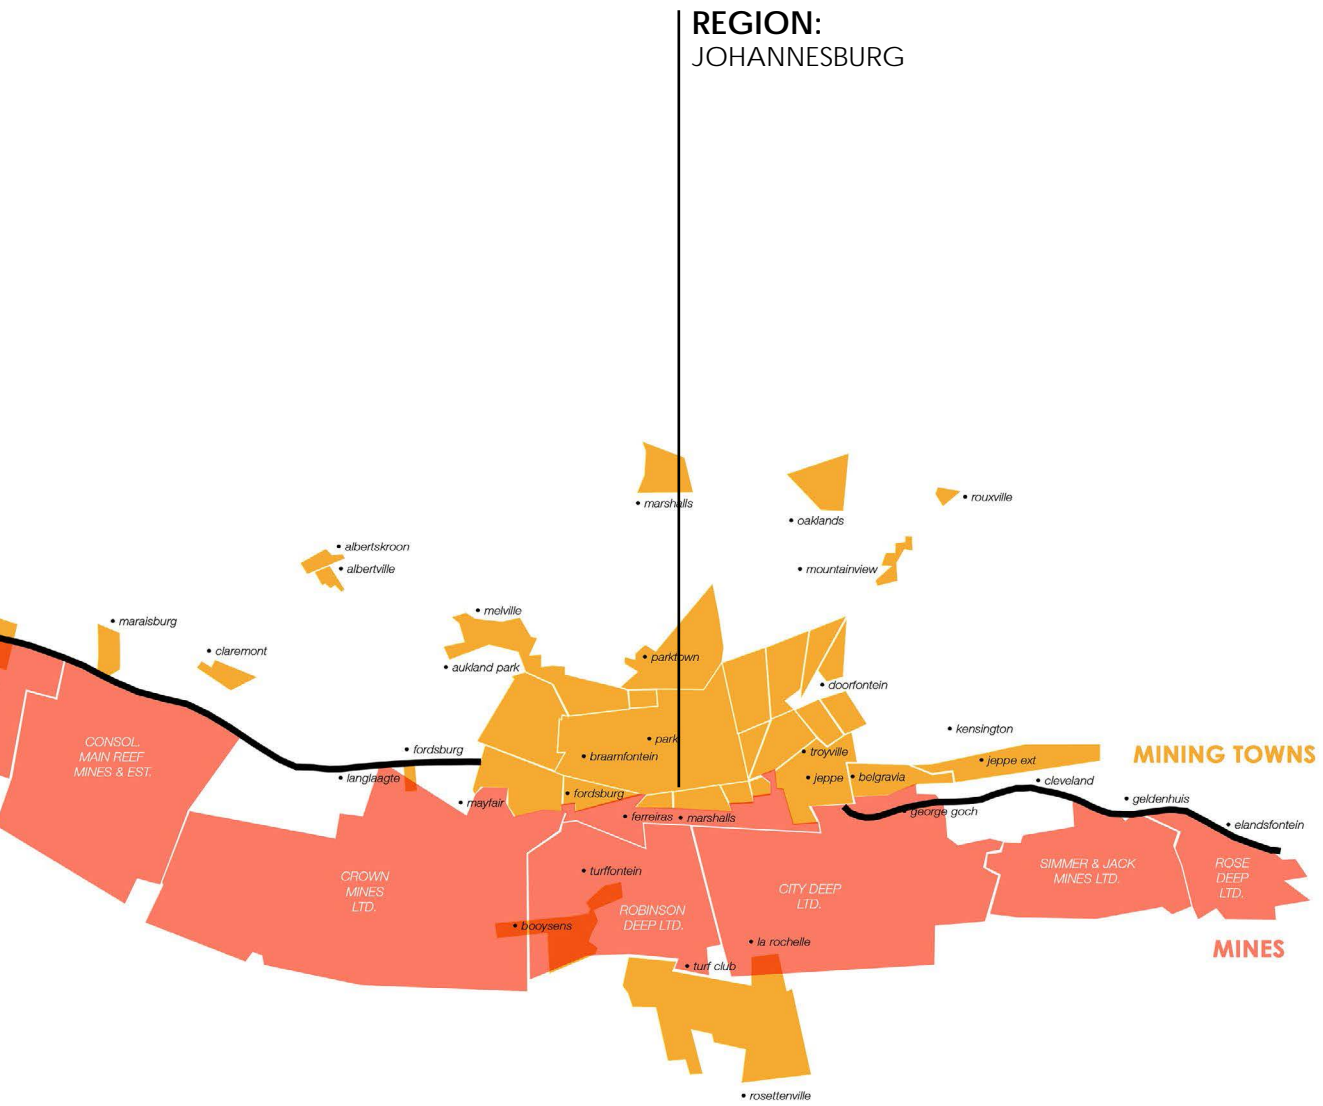 REGION:
JOHANNESBURG
marshalls
oaklands
rouxville
albertskroon
albertville
mountainview
melville
maraisburg
claremont
aukland park
parktown
doorfontein
kensington
park
braamfontein
troyville
jeppe ext
MINING TOWNS
CONSOL.
MAIN REEF
MINES & EST.
fordsburg
langlaagte
jeppe
belgravia
cleveland
mayfair
fordsburg
geldenhuis
ferreiras
marshalls
george goch
elandsfontein
turffontein
CROWN
MINES
LTD.
CITY DEEP
LTD.
SIMMER & JACK
MINES LTD.
ROSE
DEEP
LTD.
ROBINSON
DEEP LTD.
booysens
la rochelle
MINES
turf club
rosettenville